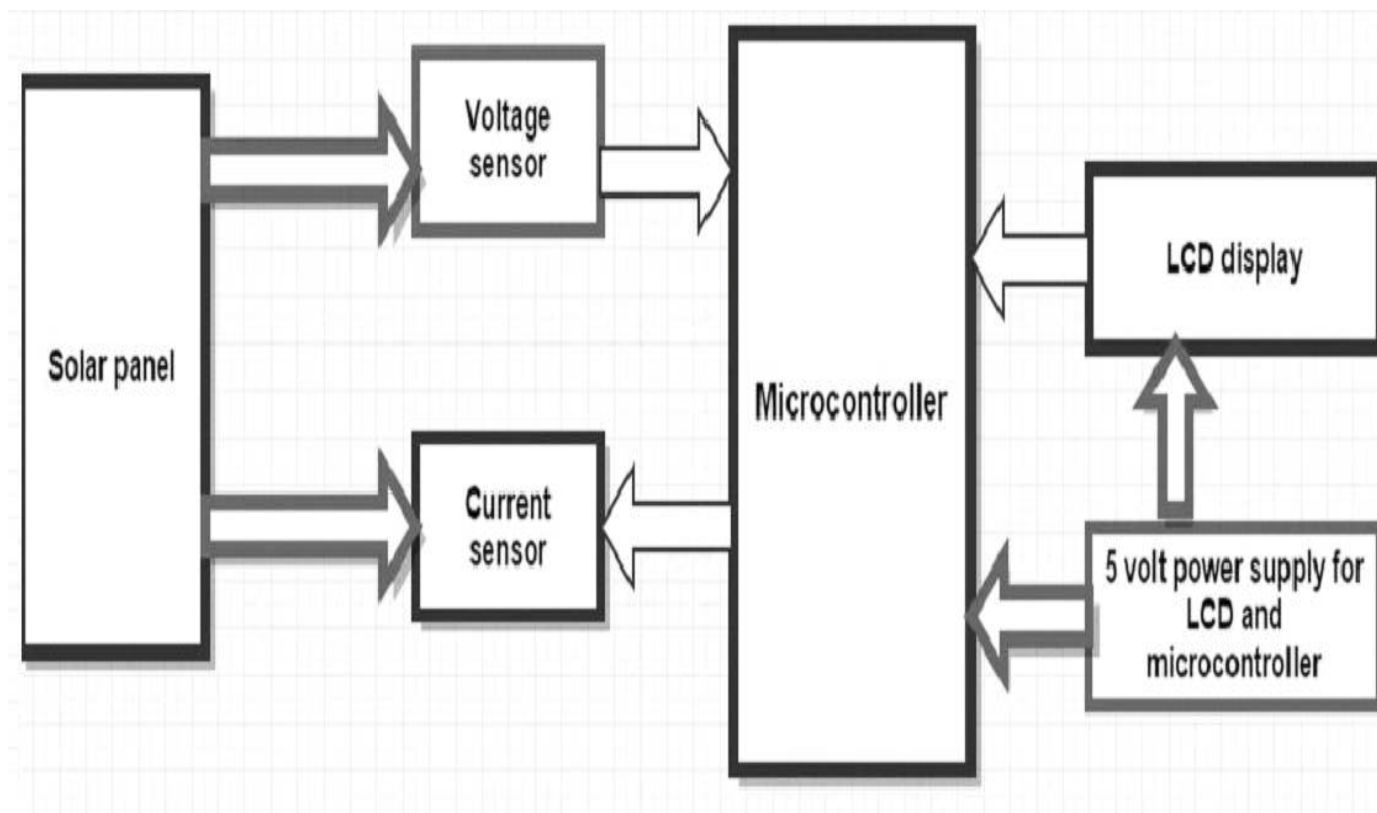 Solar panel
Voltage
sensor
Current
sensor
Microcontroller
LCD display
5 volt power supply for
LCD and
microcontroller